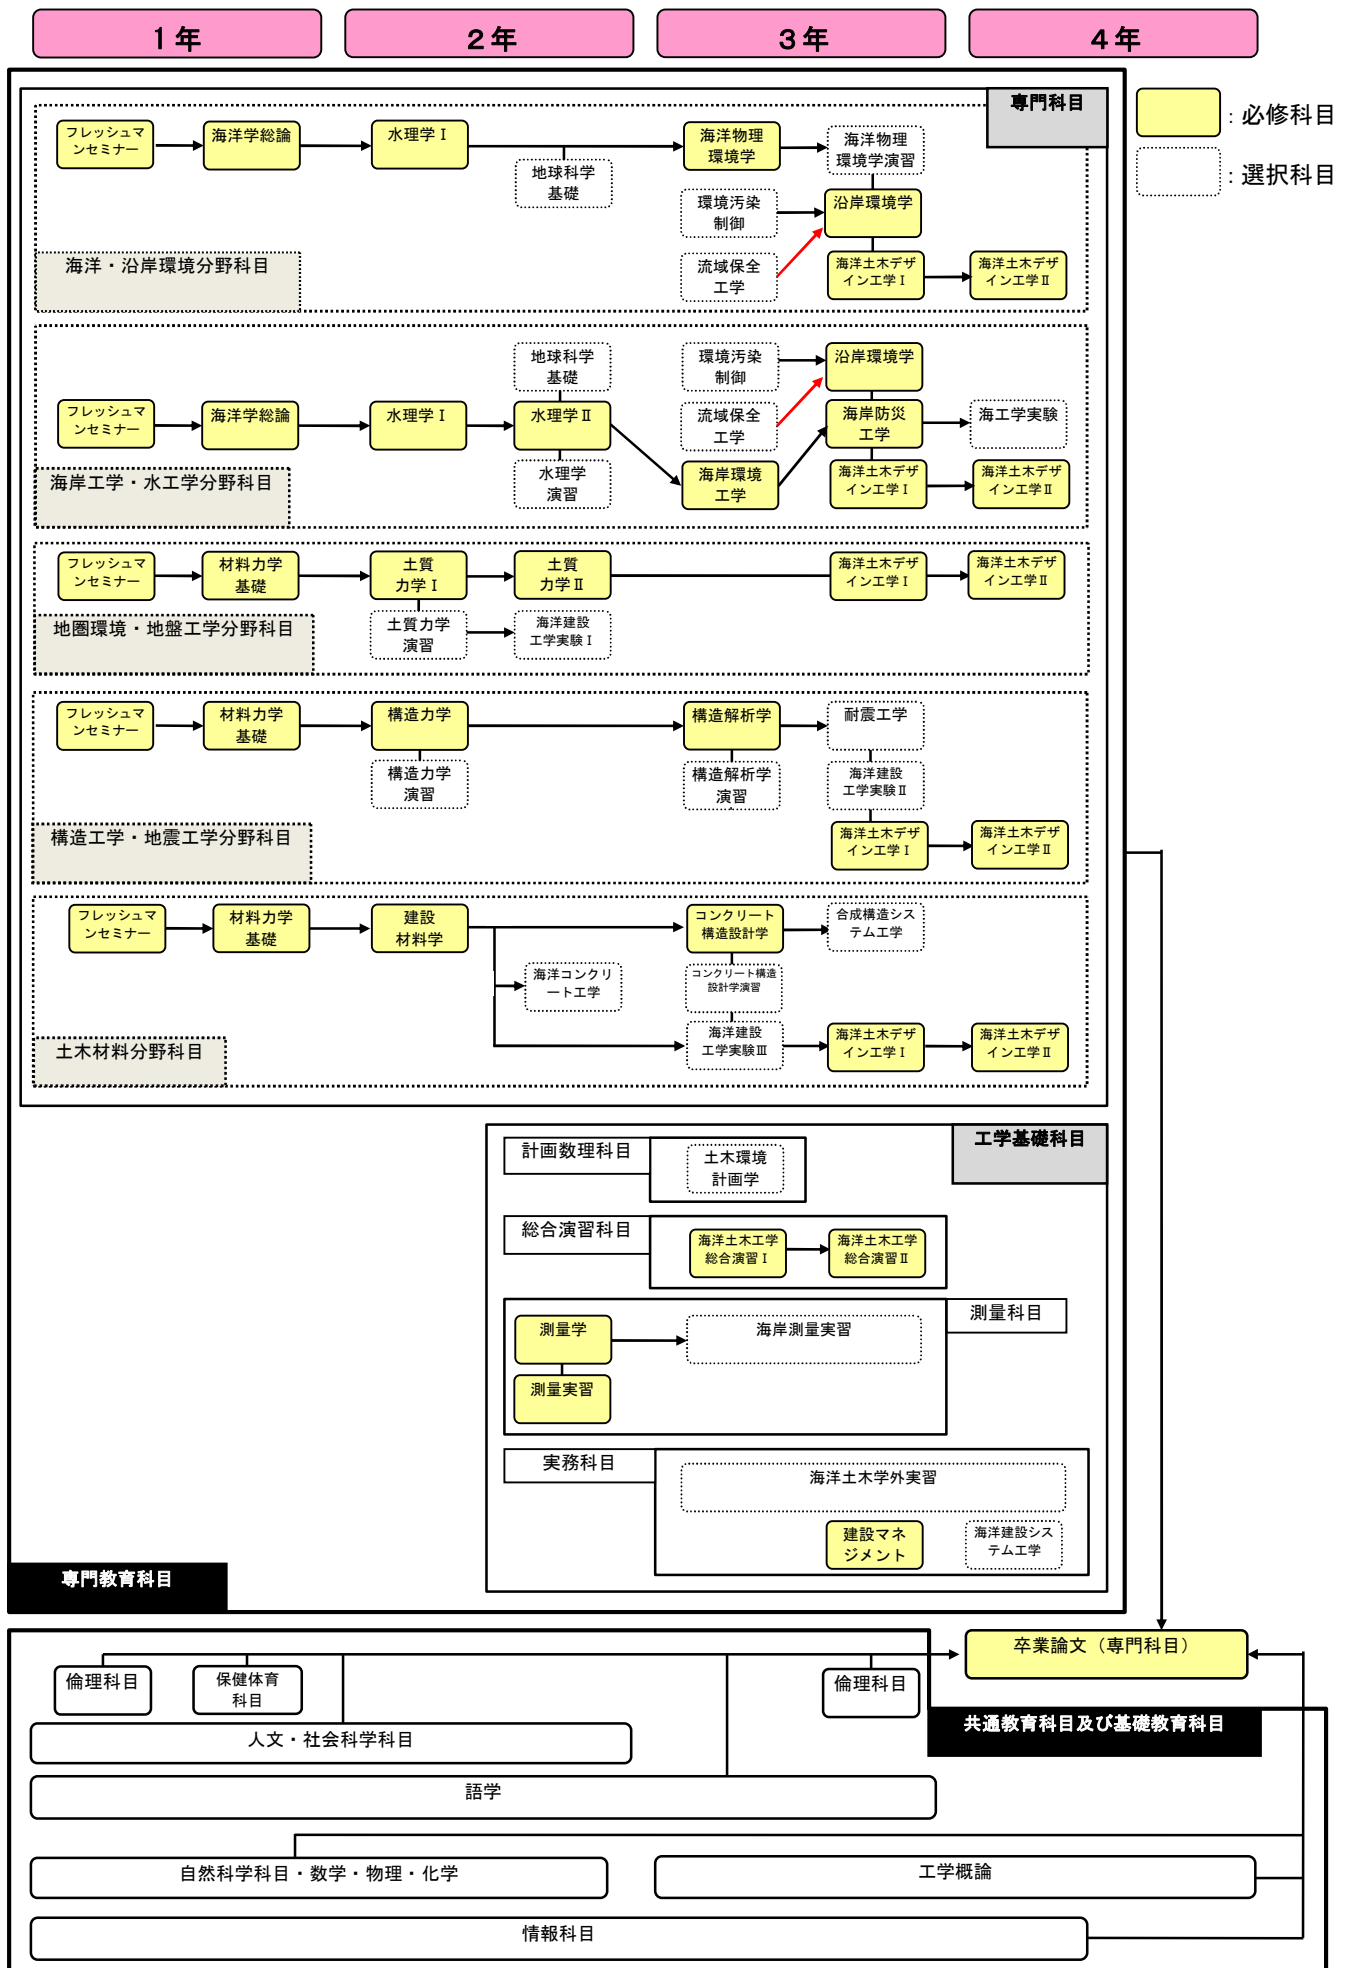 1年
2年
3年
4年
専門科目
：必修科目
：選択科目
フレッシュマ
ンセミナー
海洋学総論
水理学Ⅰ
地球科学
基礎
海洋物理
環境学
海洋物理
環境学演習
環境汚染
制御
沿岸環境学
流域保全
工学
海洋土木デザ
イン工学Ⅰ
海洋土木デザ
イン工学Ⅱ
海洋・沿岸環境分野科目
地球科学
基礎
環境汚染
制御
沿岸環境学
フレッシュマ
ンセミナー
海洋学総論
水理学Ⅰ
水理学Ⅱ
流域保全
工学
海岸防災
工学
海工学実験
水理学
演習
海岸環境
工学
海洋土木デザ
イン工学Ⅰ
海洋土木デザ
イン工学Ⅱ
海岸工学・水工学分野科目
フレッシュマ
ンセミナー
材料力学
基礎
土質
力学Ⅰ
土質
力学Ⅱ
海洋土木デザ
イン工学Ⅰ
海洋土木デザ
イン工学Ⅱ
土質力学
演習
海洋建設
工学実験Ⅰ
地圏環境・地盤工学分野科目
フレッシュマ
ンセミナー
材料力学
基礎
構造力学
構造解析学
耐震工学
構造力学
演習
構造解析学
演習
海洋建設
工学実験Ⅱ
海洋土木デザ
イン工学Ⅰ
海洋土木デザ
イン工学Ⅱ
構造工学・地震工学分野科目
フレッシュマ
ンセミナー
材料力学
基礎
建設
材料学
コンクリート
構造設計学
合成構造シス
テム工学
海洋コンクリ
ート工学
コンクリート構造
設計学演習
海洋建設
工学実験Ⅲ
海洋土木デザ
イン工学Ⅰ
海洋土木デザ
イン工学Ⅱ
土木材料分野科目
工学基礎科目
計画数理科目
土木環境
計画学
総合演習科目
海洋土木工学
総合演習Ⅰ
海洋土木工学
総合演習Ⅱ
測量科目
測量学
海岸測量実習
測量実習
実務科目
海洋土木学外実習
建設マネ
ジメント
海洋建設シス
テム工学
専門教育科目
卒業論文（専門科目）
倫理科目
保健体育
科目
倫理科目
共通教育科目及び基礎教育科目
人文・社会科学科目
語学
自然科学科目・数学・物理・化学
工学概論
情報科目